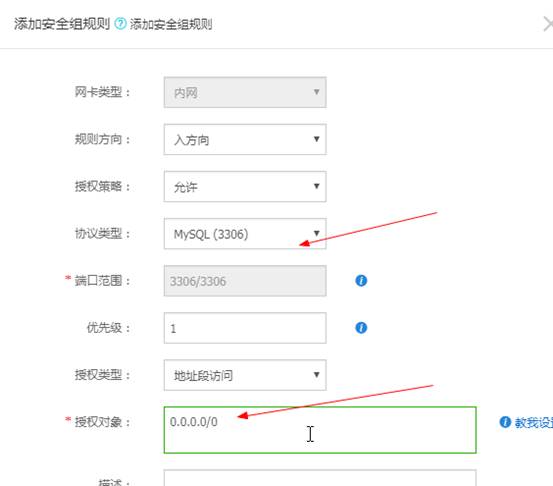 添加安全组规则 添加安全组规则
网卡类型： 内网
规则方向： 入方向
授权策略： 允许
协议类型： MySQL (3306)
* 端口范围： 3306/3306
优先级： 1
授权类型： 地址段访问
* 授权对象： 0.0.0.0/0 教我设
描述：